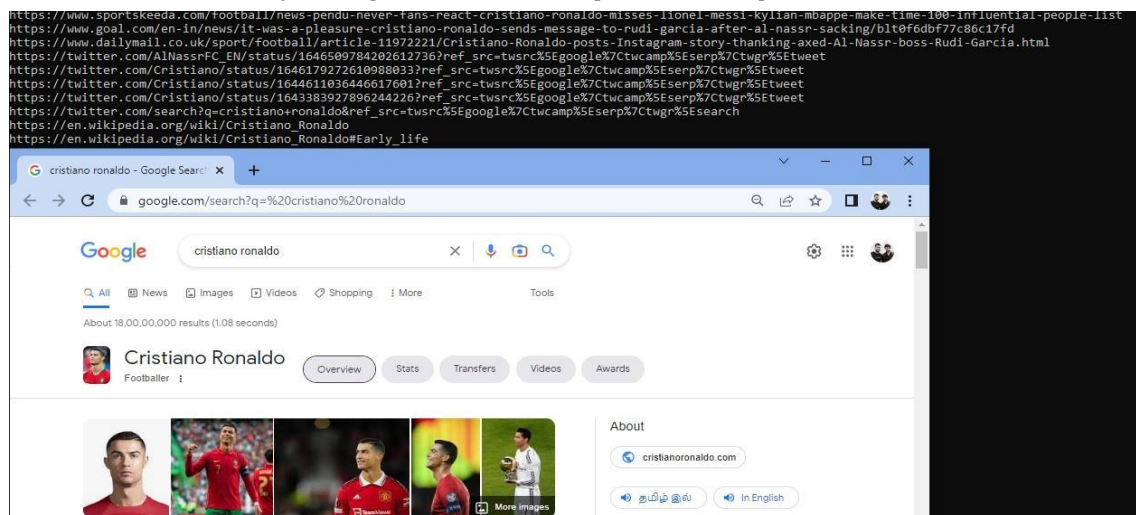 https://www.sportskeeda.com/football/news-pendu-never-fans-react-cristiano-ronaldo-misses-lionel-messi-kylian-mbappe-make-time-100-influential-people-list
https://www.goal.com/en-in/news/it-was-a-pleasure-cristiano-ronaldo-sends-message-to-rudi-garcia-after-al-nassr-sacking/blt0f6dbf77c86c17fd
https://www.dailymail.co.uk/sport/football/article-11972221/Cristiano-Ronaldo-posts-Instagram-story-thanking-axed-Al-Nassr-boss-Rudi-Garcia.html
https://twitter.com/AlNassrFC_EN/status/1646509784202612736?ref_src=twsrc%5Egoogle%7Ctwcamp%5Eserp%7Ctwgr%5Etweet
https://twitter.com/Cristiano/status/1646179272610988033?ref_src=twsrc%5Egoogle%7Ctwcamp%5Eserp%7Ctwgr%5Etweet
https://twitter.com/Cristiano/status/1644611036446617601?ref_src=twsrc%5Egoogle%7Ctwcamp%5Eserp%7Ctwgr%5Etweet
https://twitter.com/Cristiano/status/1643383927896244226?ref_src=twsrc%5Egoogle%7Ctwcamp%5Eserp%7Ctwgr%5Etweet
https://twitter.com/search?q=cristiano+ronaldo&ref_src=twsrc%5Egoogle%7Ctwcamp%5Eserp%7Ctwgr%5Esearch
https://en.wikipedia.org/wiki/Cristiano_Ronaldo
https://en.wikipedia.org/wiki/Cristiano_Ronaldo#Early_life
cristiano ronaldo - Google Searc
google.com/search?q=%20cristiano%20ronaldo
Google cristiano ronaldo
All News Images Videos Shopping More Tools
About 18,00,00,000 results (1.08 seconds)
Cristiano Ronaldo
Footballer
Overview Stats Transfers Videos Awards
More images
About
cristianoronaldo.com
தமிழ் இல் In English